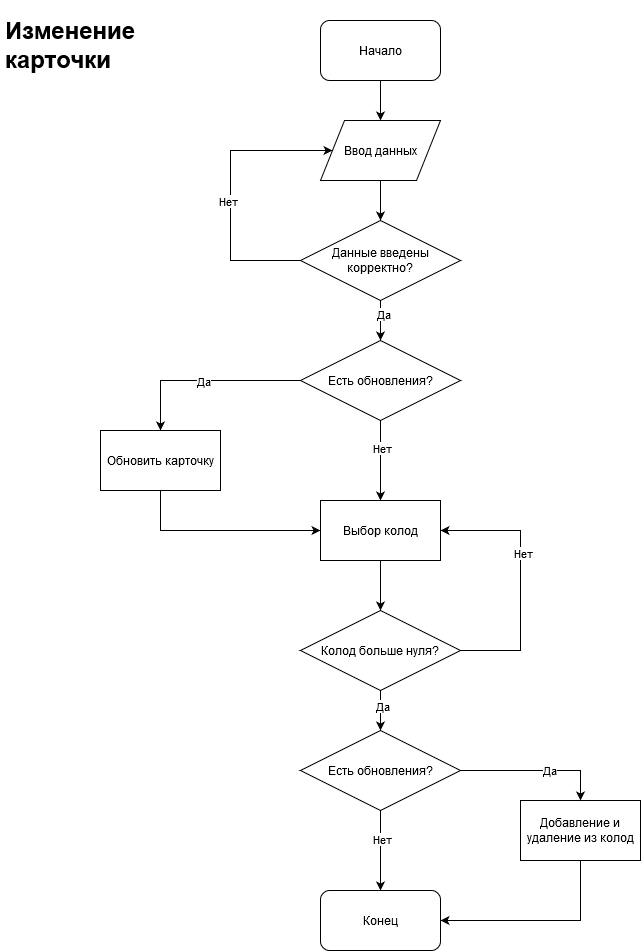 Изменение
карточки
Начало
Ввод данных
Нет
Данные введены
корректно?
Да
Есть обновления?
Да
Нет
Обновить карточку
Выбор колод
Нет
Колод больше нуля?
Да
Есть обновления?
Да
Добавление и
удаление из колод
Нет
Конец